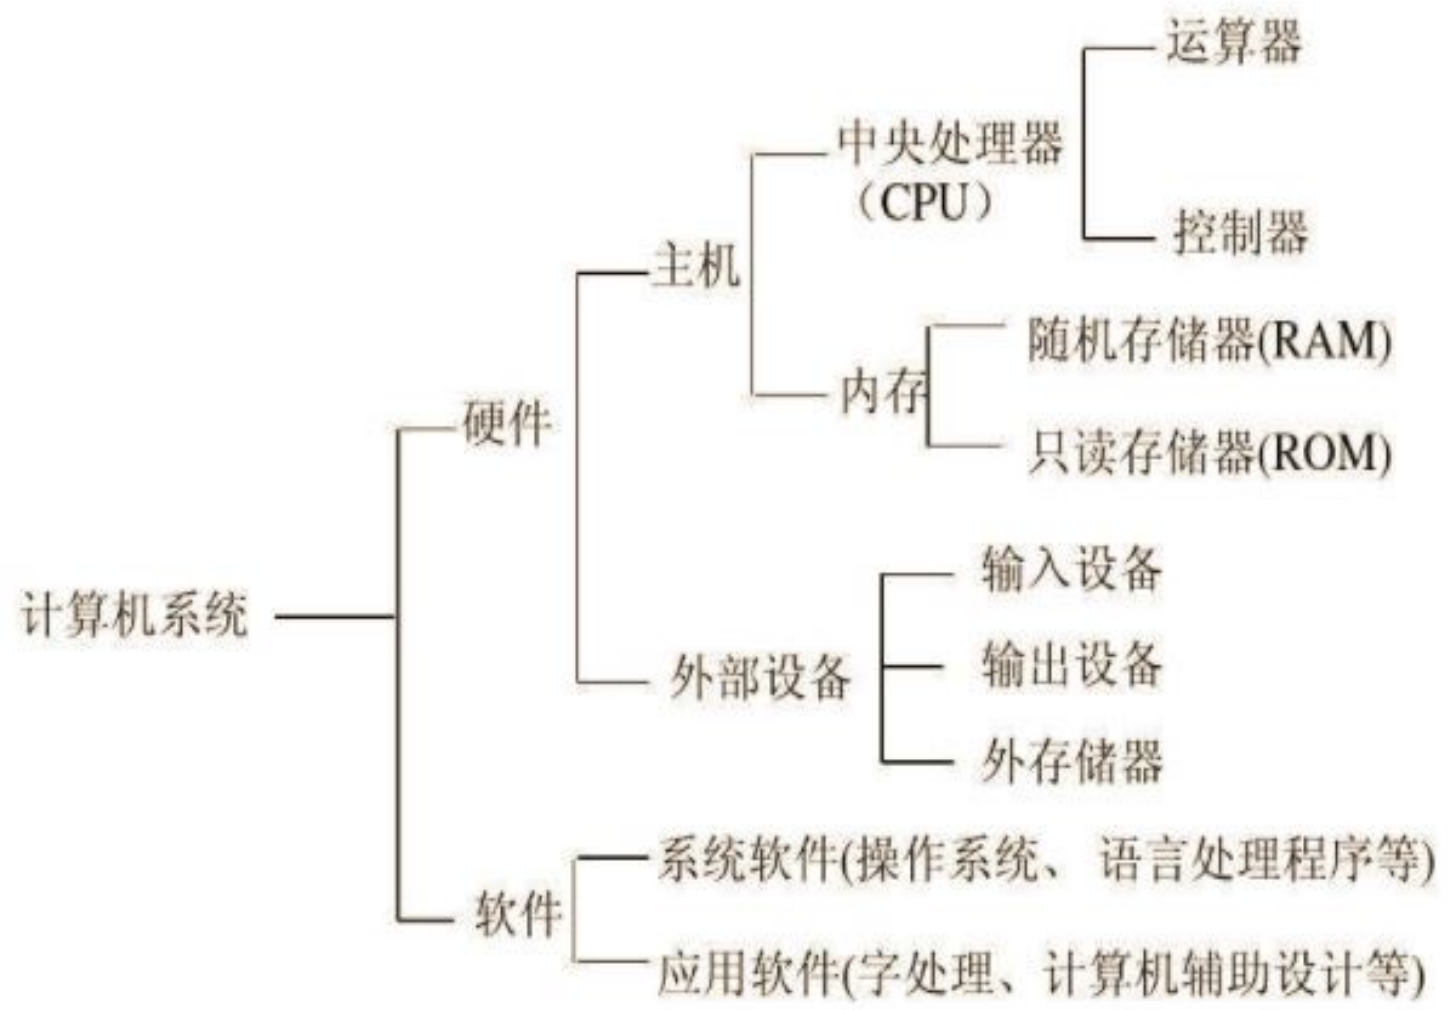 运算器
中央处理器
（CPU）
控制器
主机
随机存储器(RAM)
内存
硬件
只读存储器(ROM)
输入设备
计算机系统
输出设备
外部设备
外存储器
系统软件(操作系统、语言处理程序等)
软件
应用软件(字处理、计算机辅助设计等)